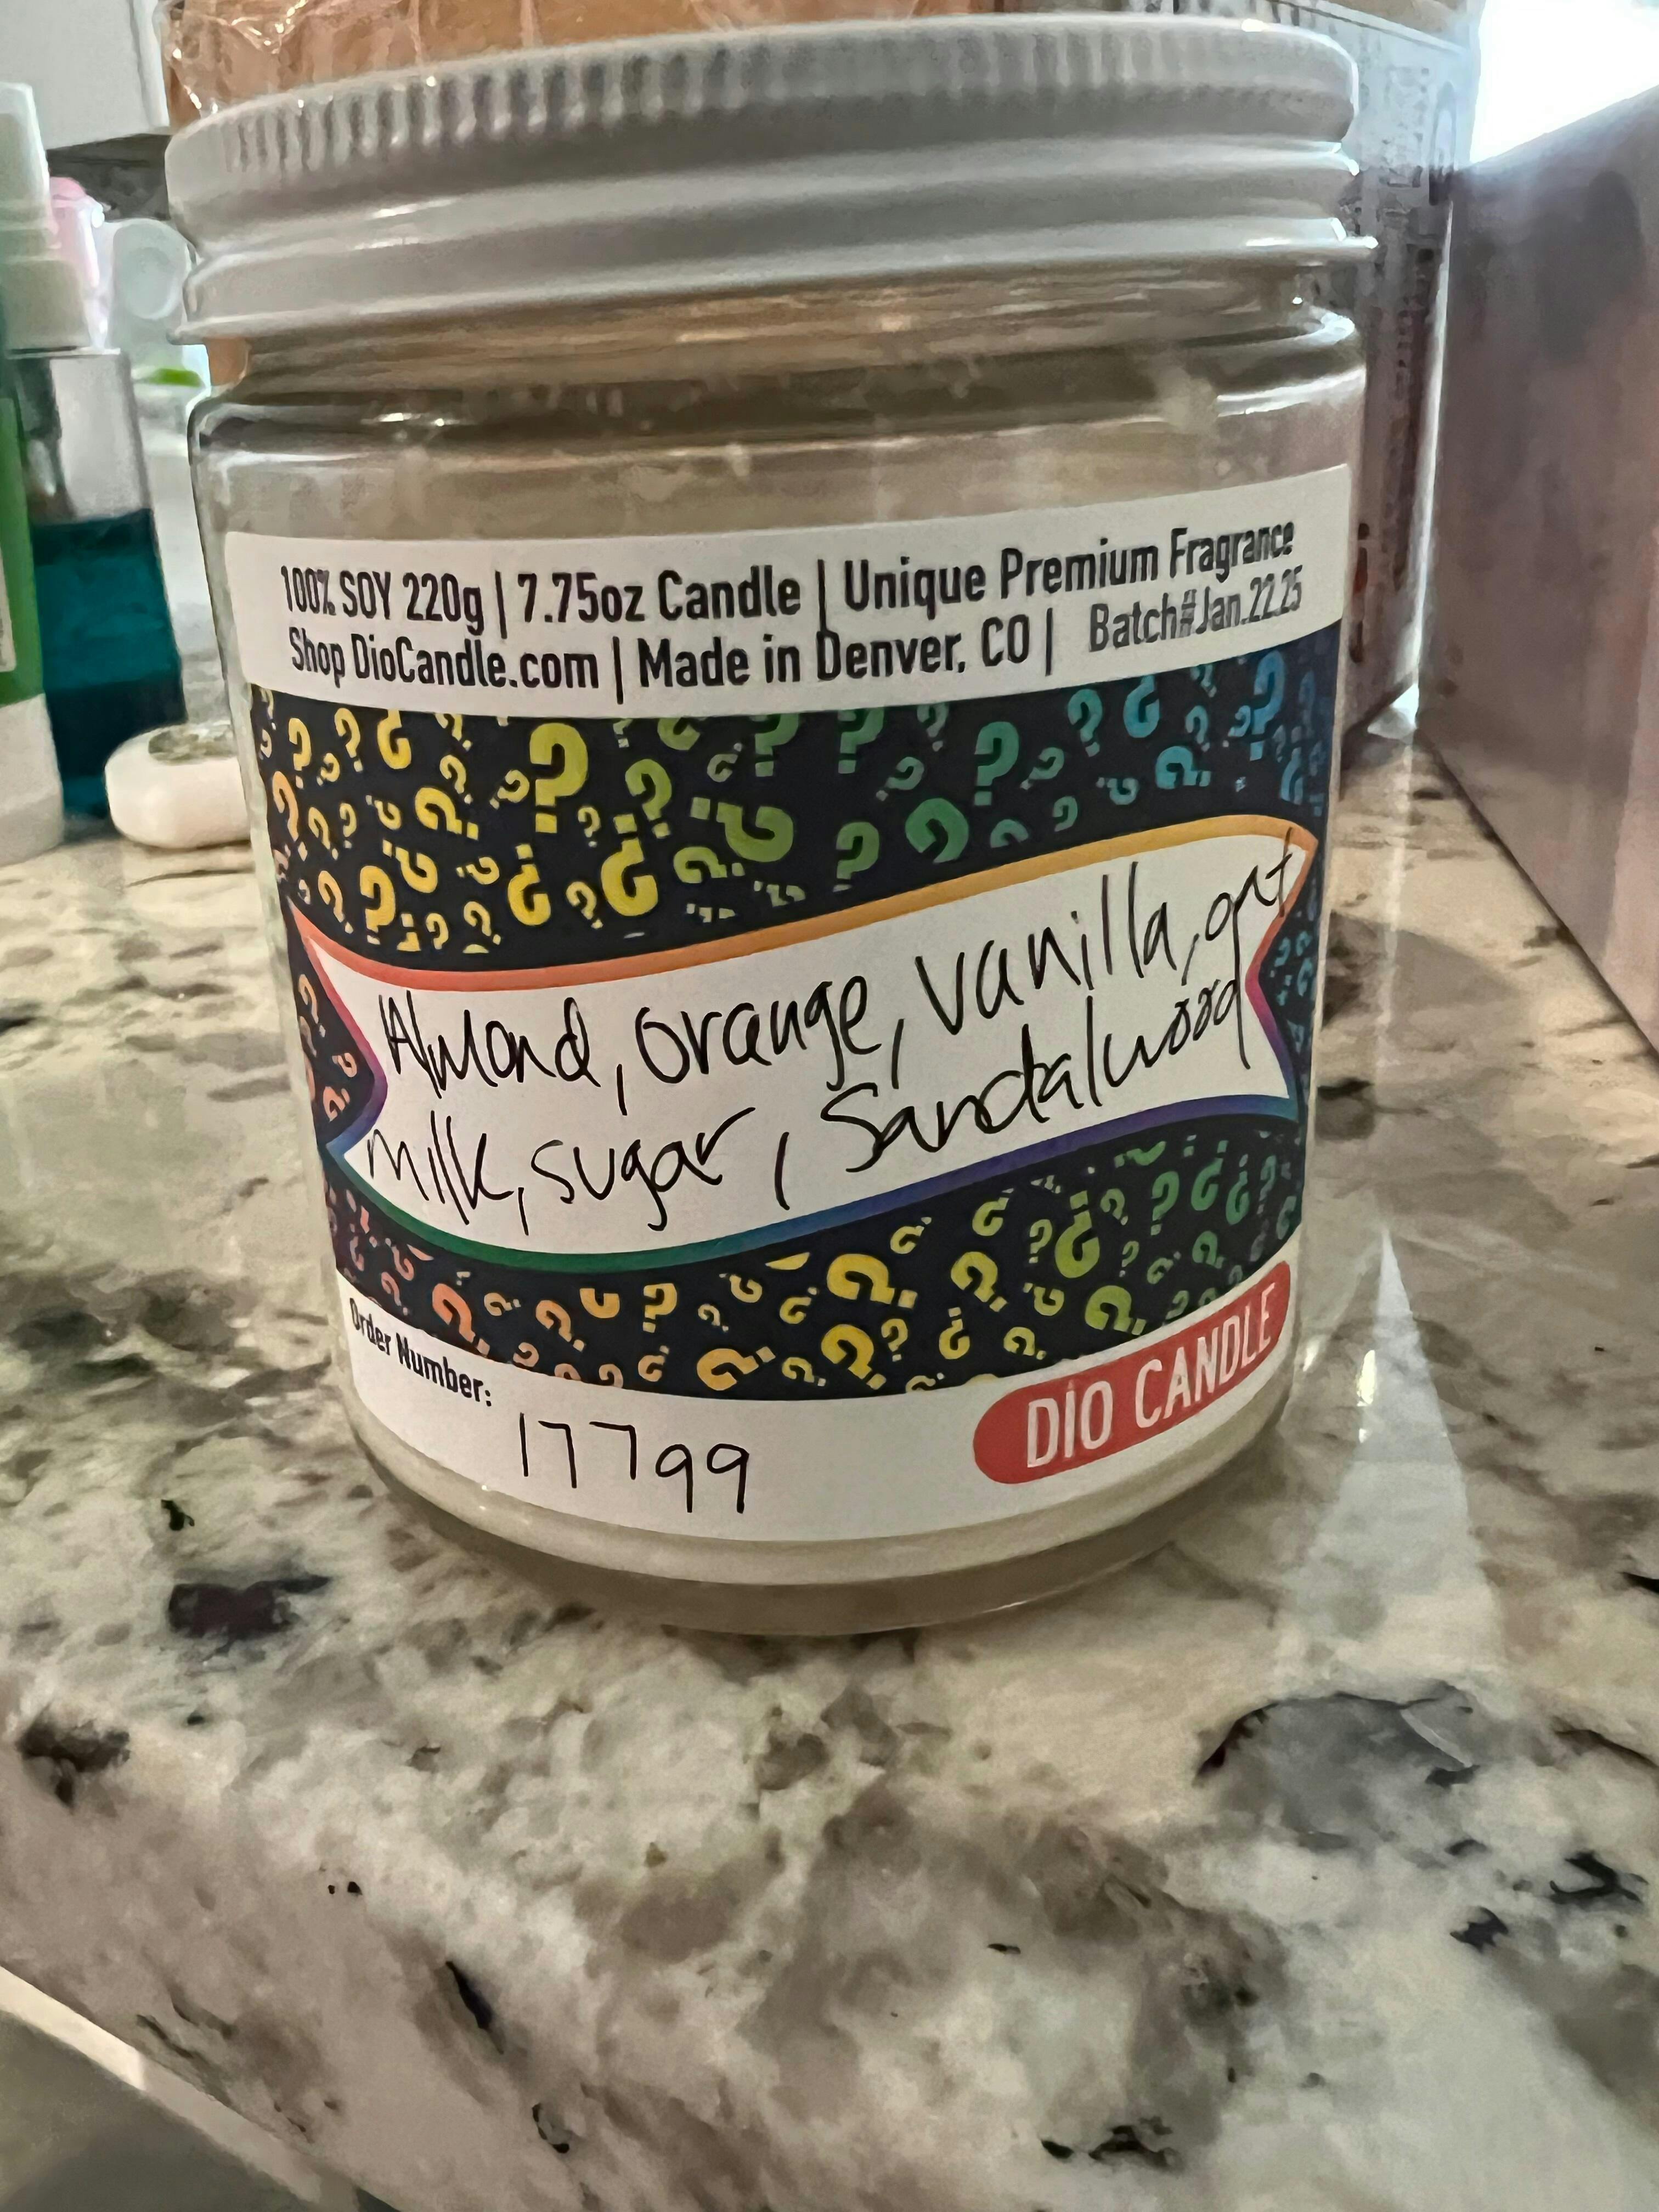 100% SOY 220g | 7.75oz Candle | Unique Premium Fragrance
Shop DioCandle.com | Made in Denver, CO | Batch#Jan.22.25
Almond, orange, vanilla, oat
milk, sugar, Sandalwood
Order Number:
17799
DIO CANDLE